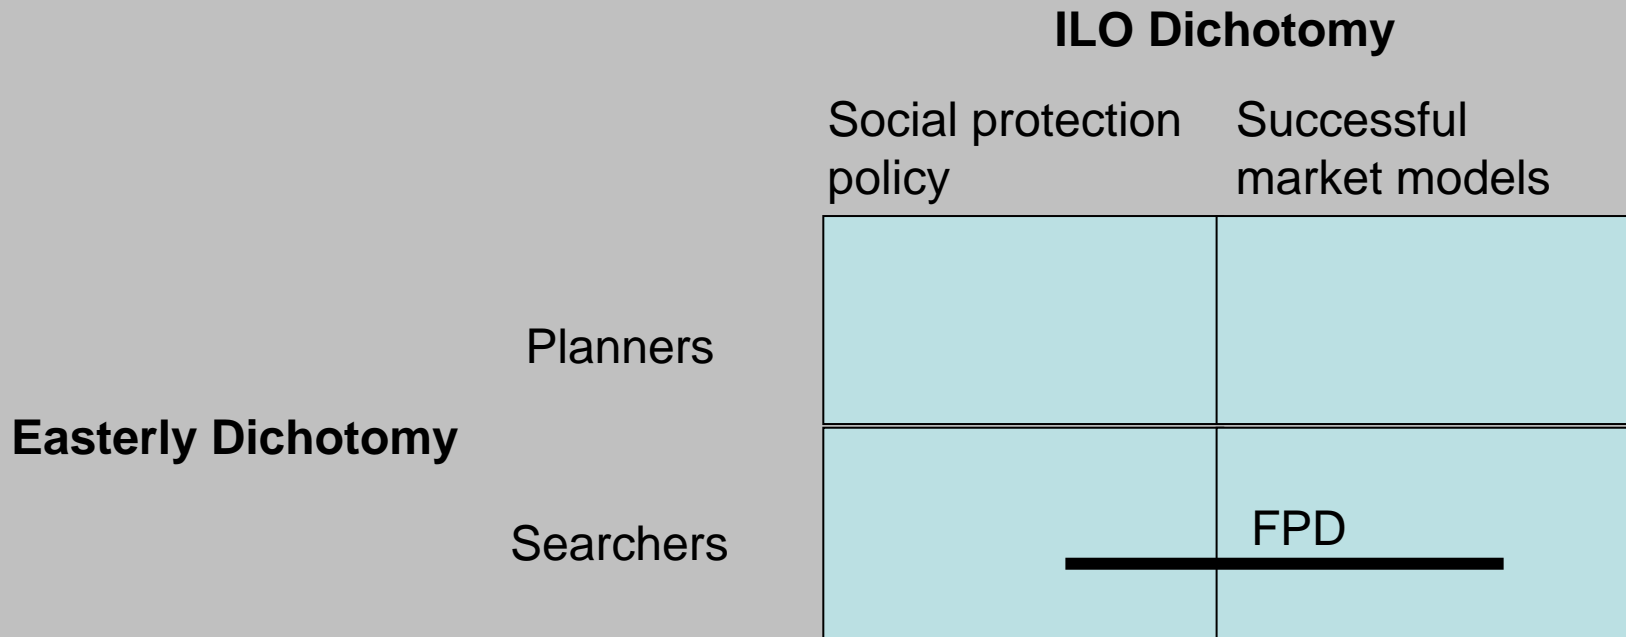 ILO Dichotomy
Social protection policy
Successful market models
Planners
Easterly Dichotomy
Searchers
FPD